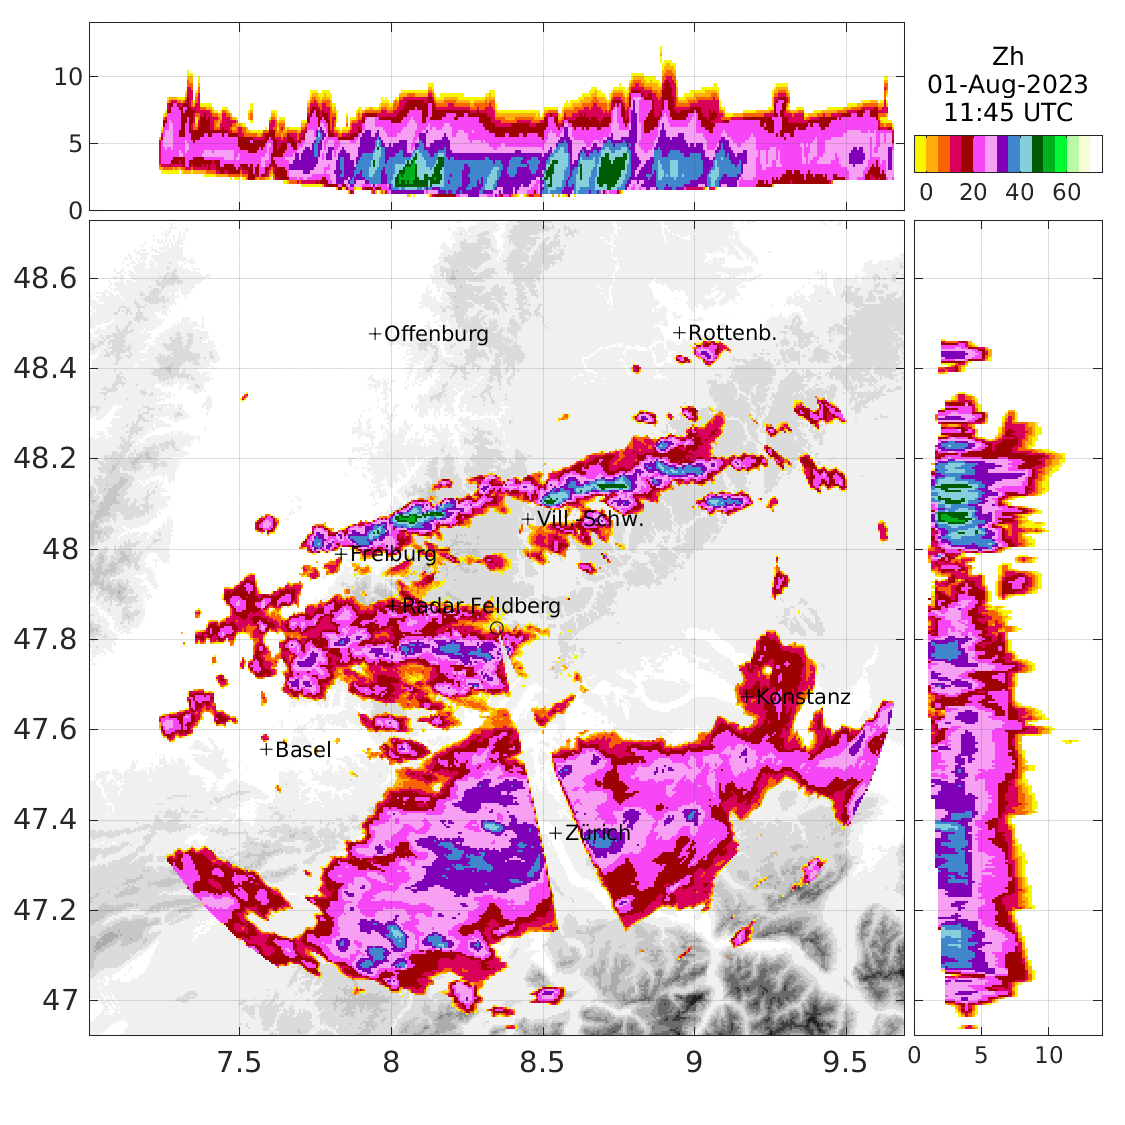 10
5
0
Zh
01-Aug-2023
11:45 UTC
0 20 40 60
48.6
48.4
48.2
48
47.8
47.6
47.4
47.2
47
+Offenburg
+Rottenb.
+Vill.-Schw.
+Freiburg
+Radar Feldberg
+Konstanz
+Basel
+Zürich
7.5 8 8.5 9 9.5
0 5 10